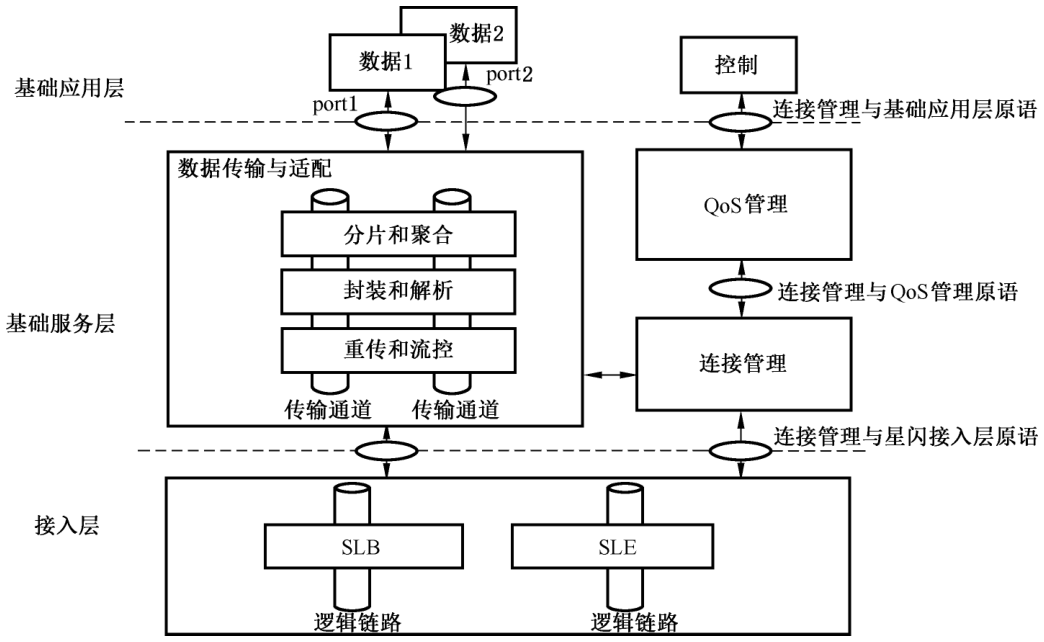 数据2
数据1
控制
基础应用层
port2
port1
连接管理与基础应用层原语
数据传输与适配
QoS管理
分片和聚合
封装和解析
连接管理与QoS管理原语
基础服务层
重传和流控
连接管理
传输通道
传输通道
连接管理与星闪接入层原语
接入层
SLB
SLE
逻辑链路
逻辑链路